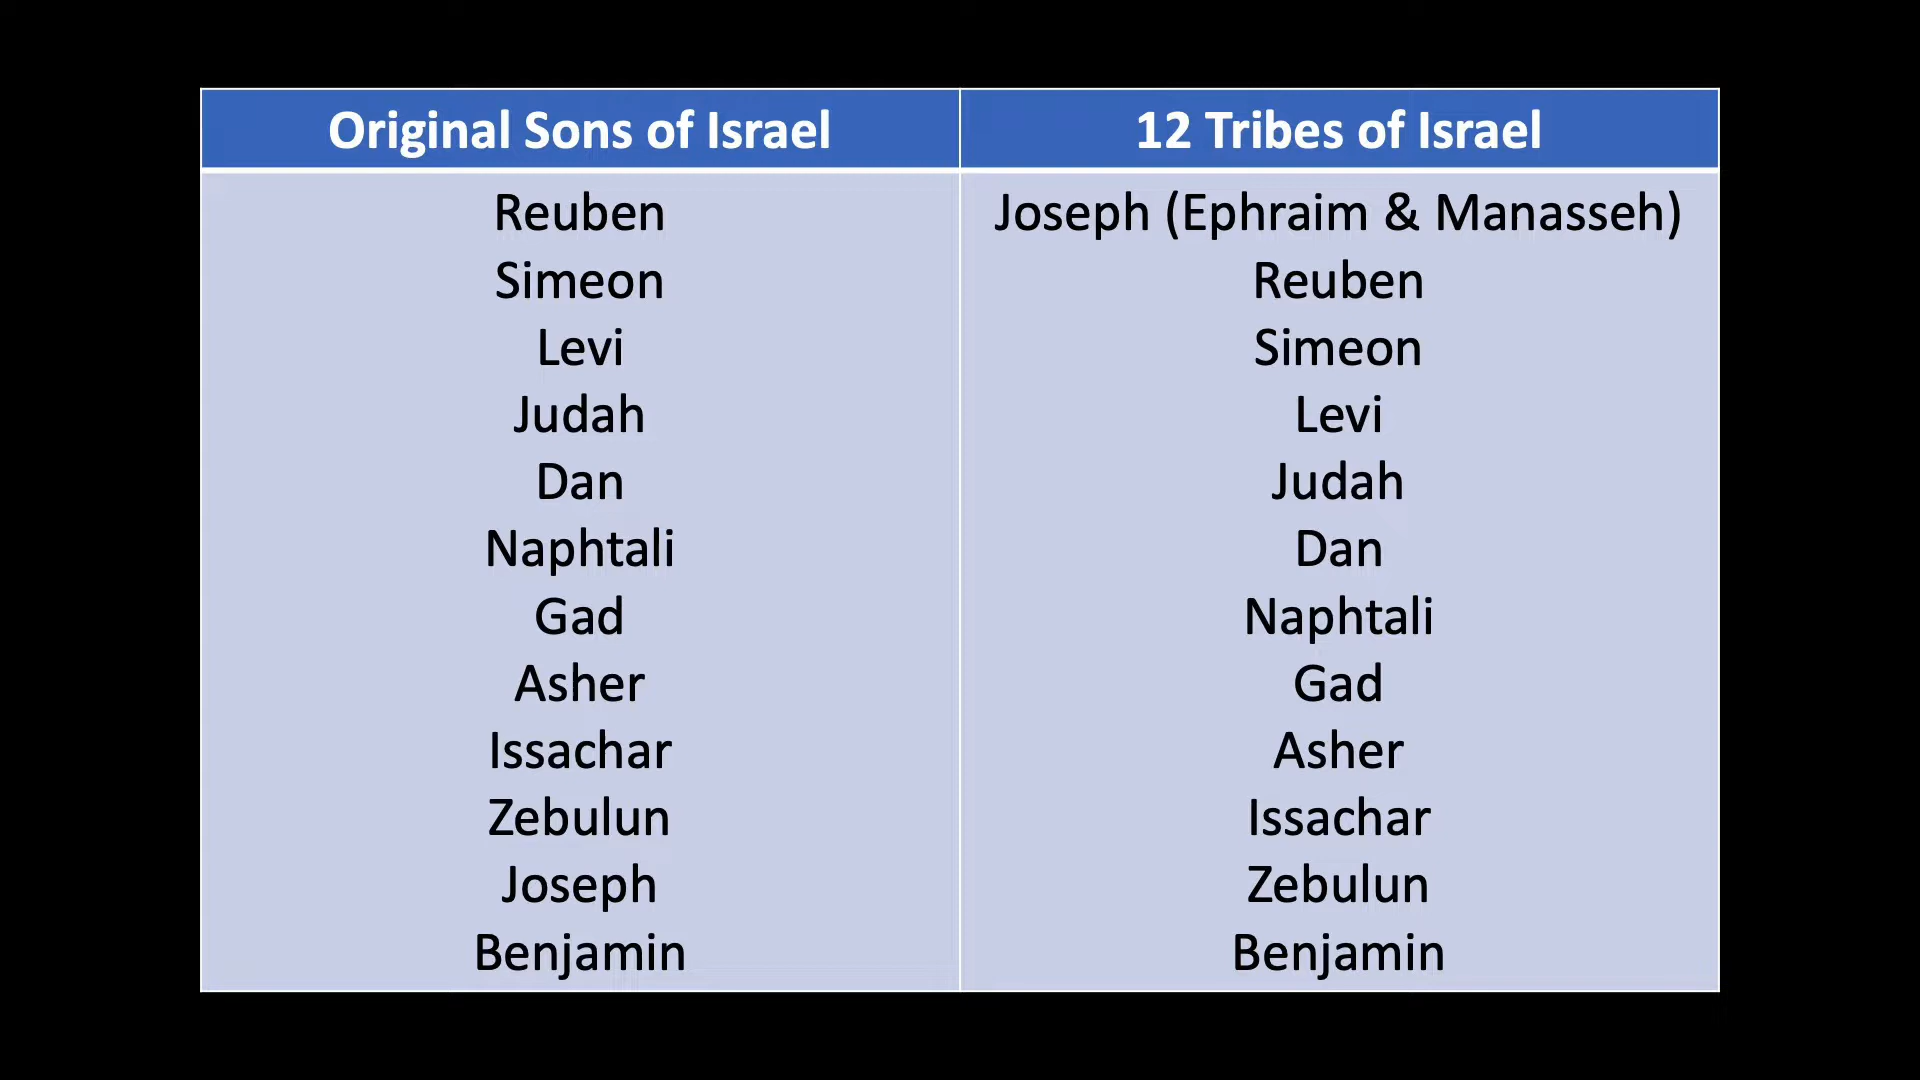 Original Sons of Israel
12 Tribes of Israel
Reuben
Simeon
Levi
Judah
Dan
Naphtali
Gad
Asher
Issachar
Zebulun
Joseph
Benjamin
Joseph (Ephraim & Manasseh)
Reuben
Simeon
Levi
Judah
Dan
Naphtali
Gad
Asher
Issachar
Zebulun
Benjamin